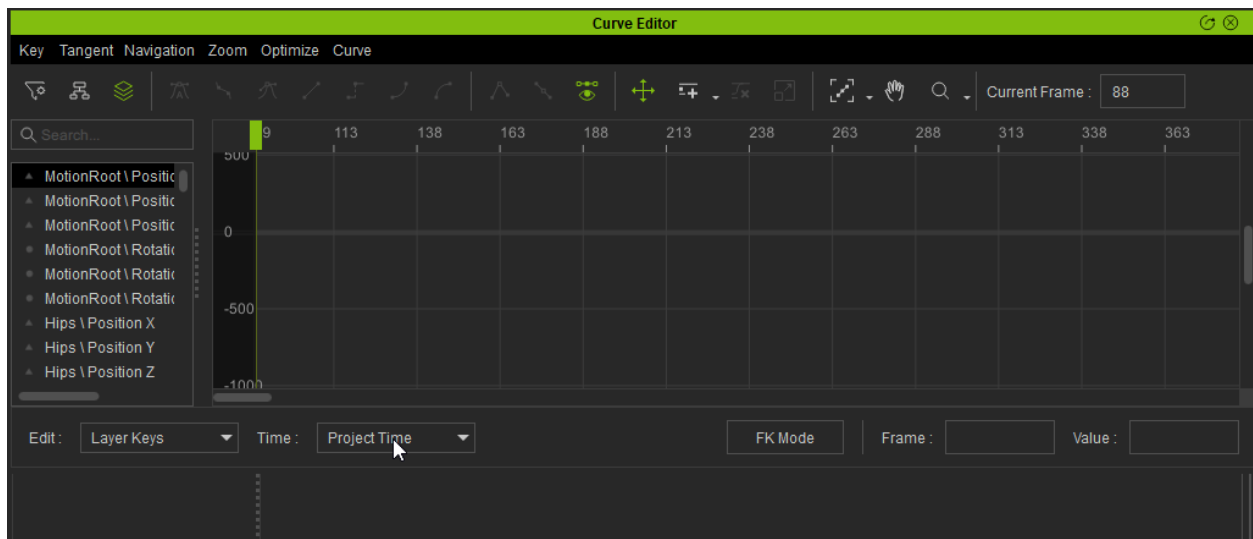 Curve Editor
Key Tangent Navigation Zoom Optimize Curve
Current Frame : 88
Search...
9 113 138 163 188 213 238 263 288 313 338 363
500
0
-500
-1000
MotionRoot \ Positic
MotionRoot \ Positic
MotionRoot \ Positic
MotionRoot \ Rotatic
MotionRoot \ Rotatic
MotionRoot \ Rotatic
Hips \ Position X
Hips \ Position Y
Hips \ Position Z
Edit : Layer Keys Time : Project Time FK Mode Frame : Value :